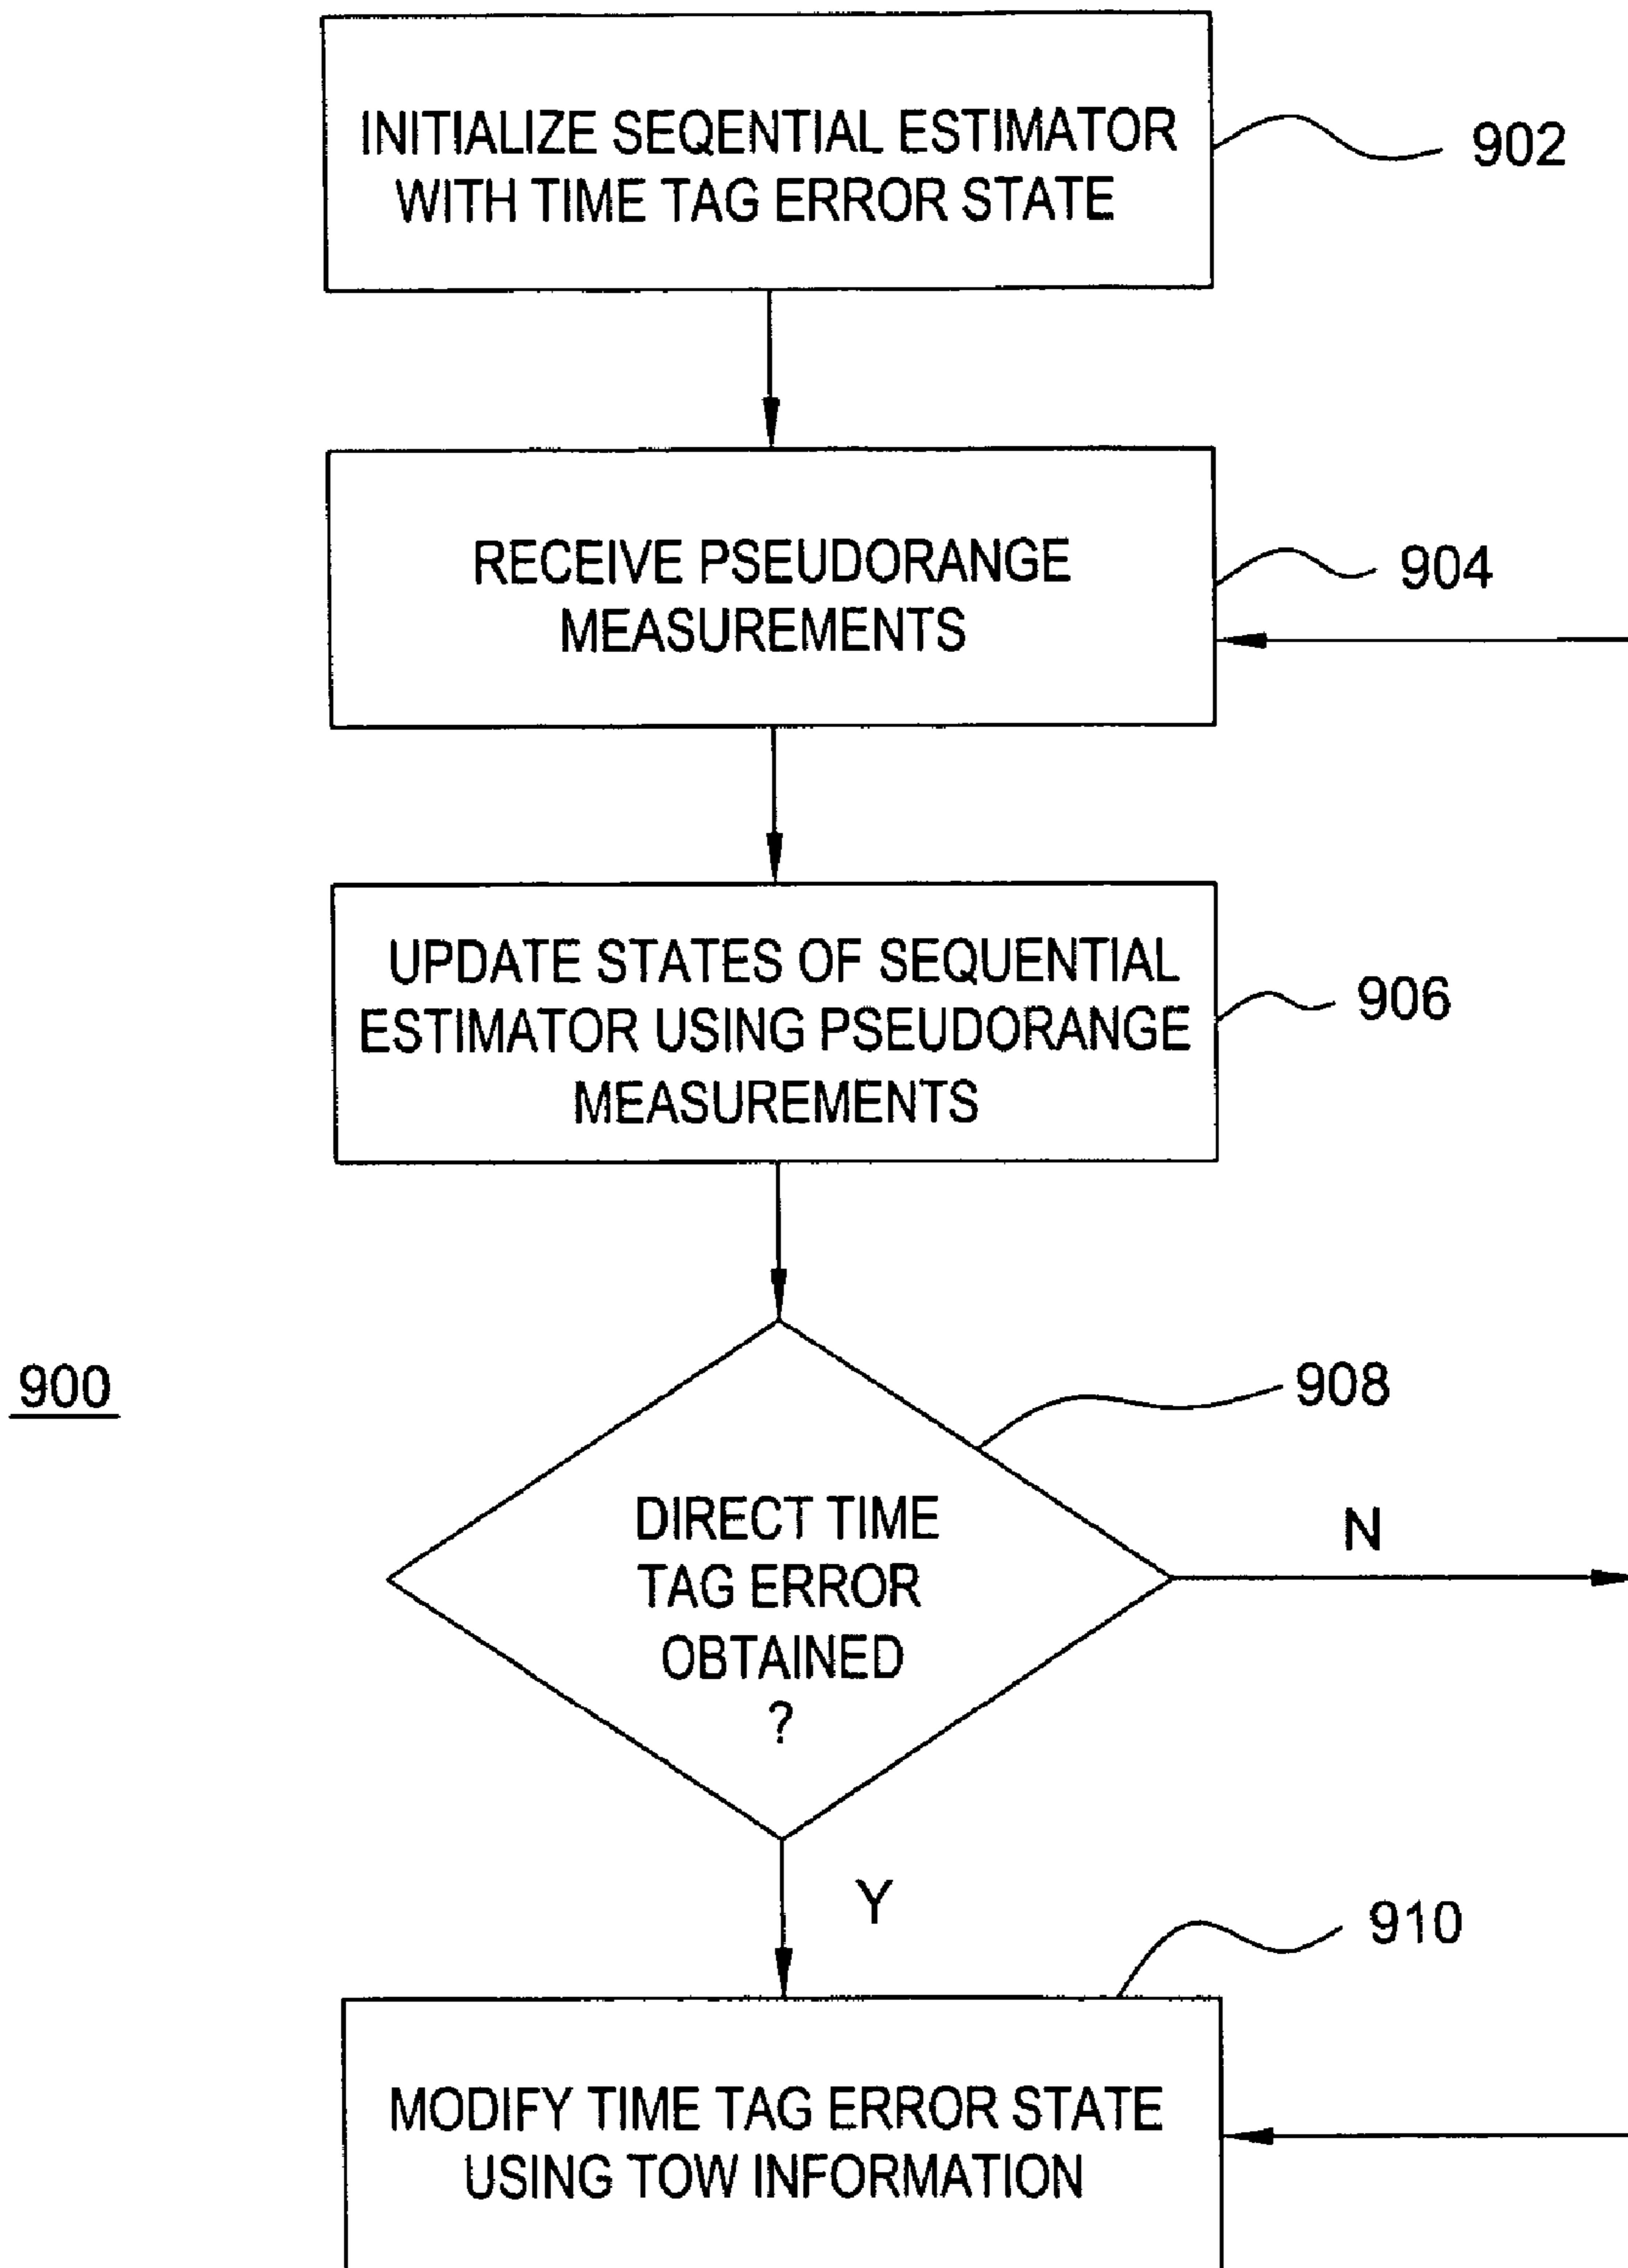 INITIALIZE SEQENTIAL ESTIMATOR
WITH TIME TAG ERROR STATE
902
RECEIVE PSEUDORANGE
MEASUREMENTS
904
UPDATE STATES OF SEQUENTIAL
ESTIMATOR USING PSEUDORANGE
MEASUREMENTS
906
900
908
DIRECT TIME
TAG ERROR
OBTAINED
?
N
Y
910
MODIFY TIME TAG ERROR STATE
USING TOW INFORMATION